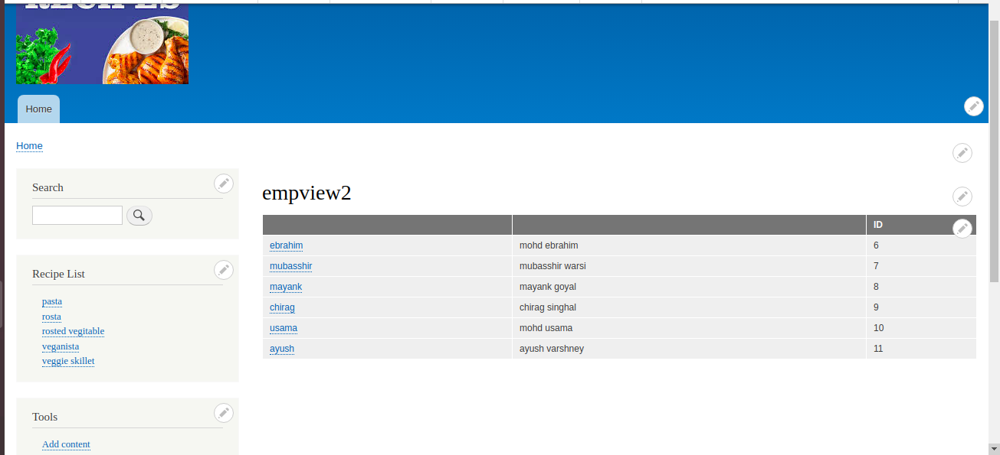 RECIPES
Home
Home
Search
Recipe List
pasta
rosta
rosted vegitable
veganista
veggie skillet
Tools
Add content
empview2
ID
ebrahim mohd ebrahim 6
mubasshir mubasshir warsi 7
mayank mayank goyal 8
chirag chirag singhal 9
usama mohd usama 10
ayush ayush varshney 11